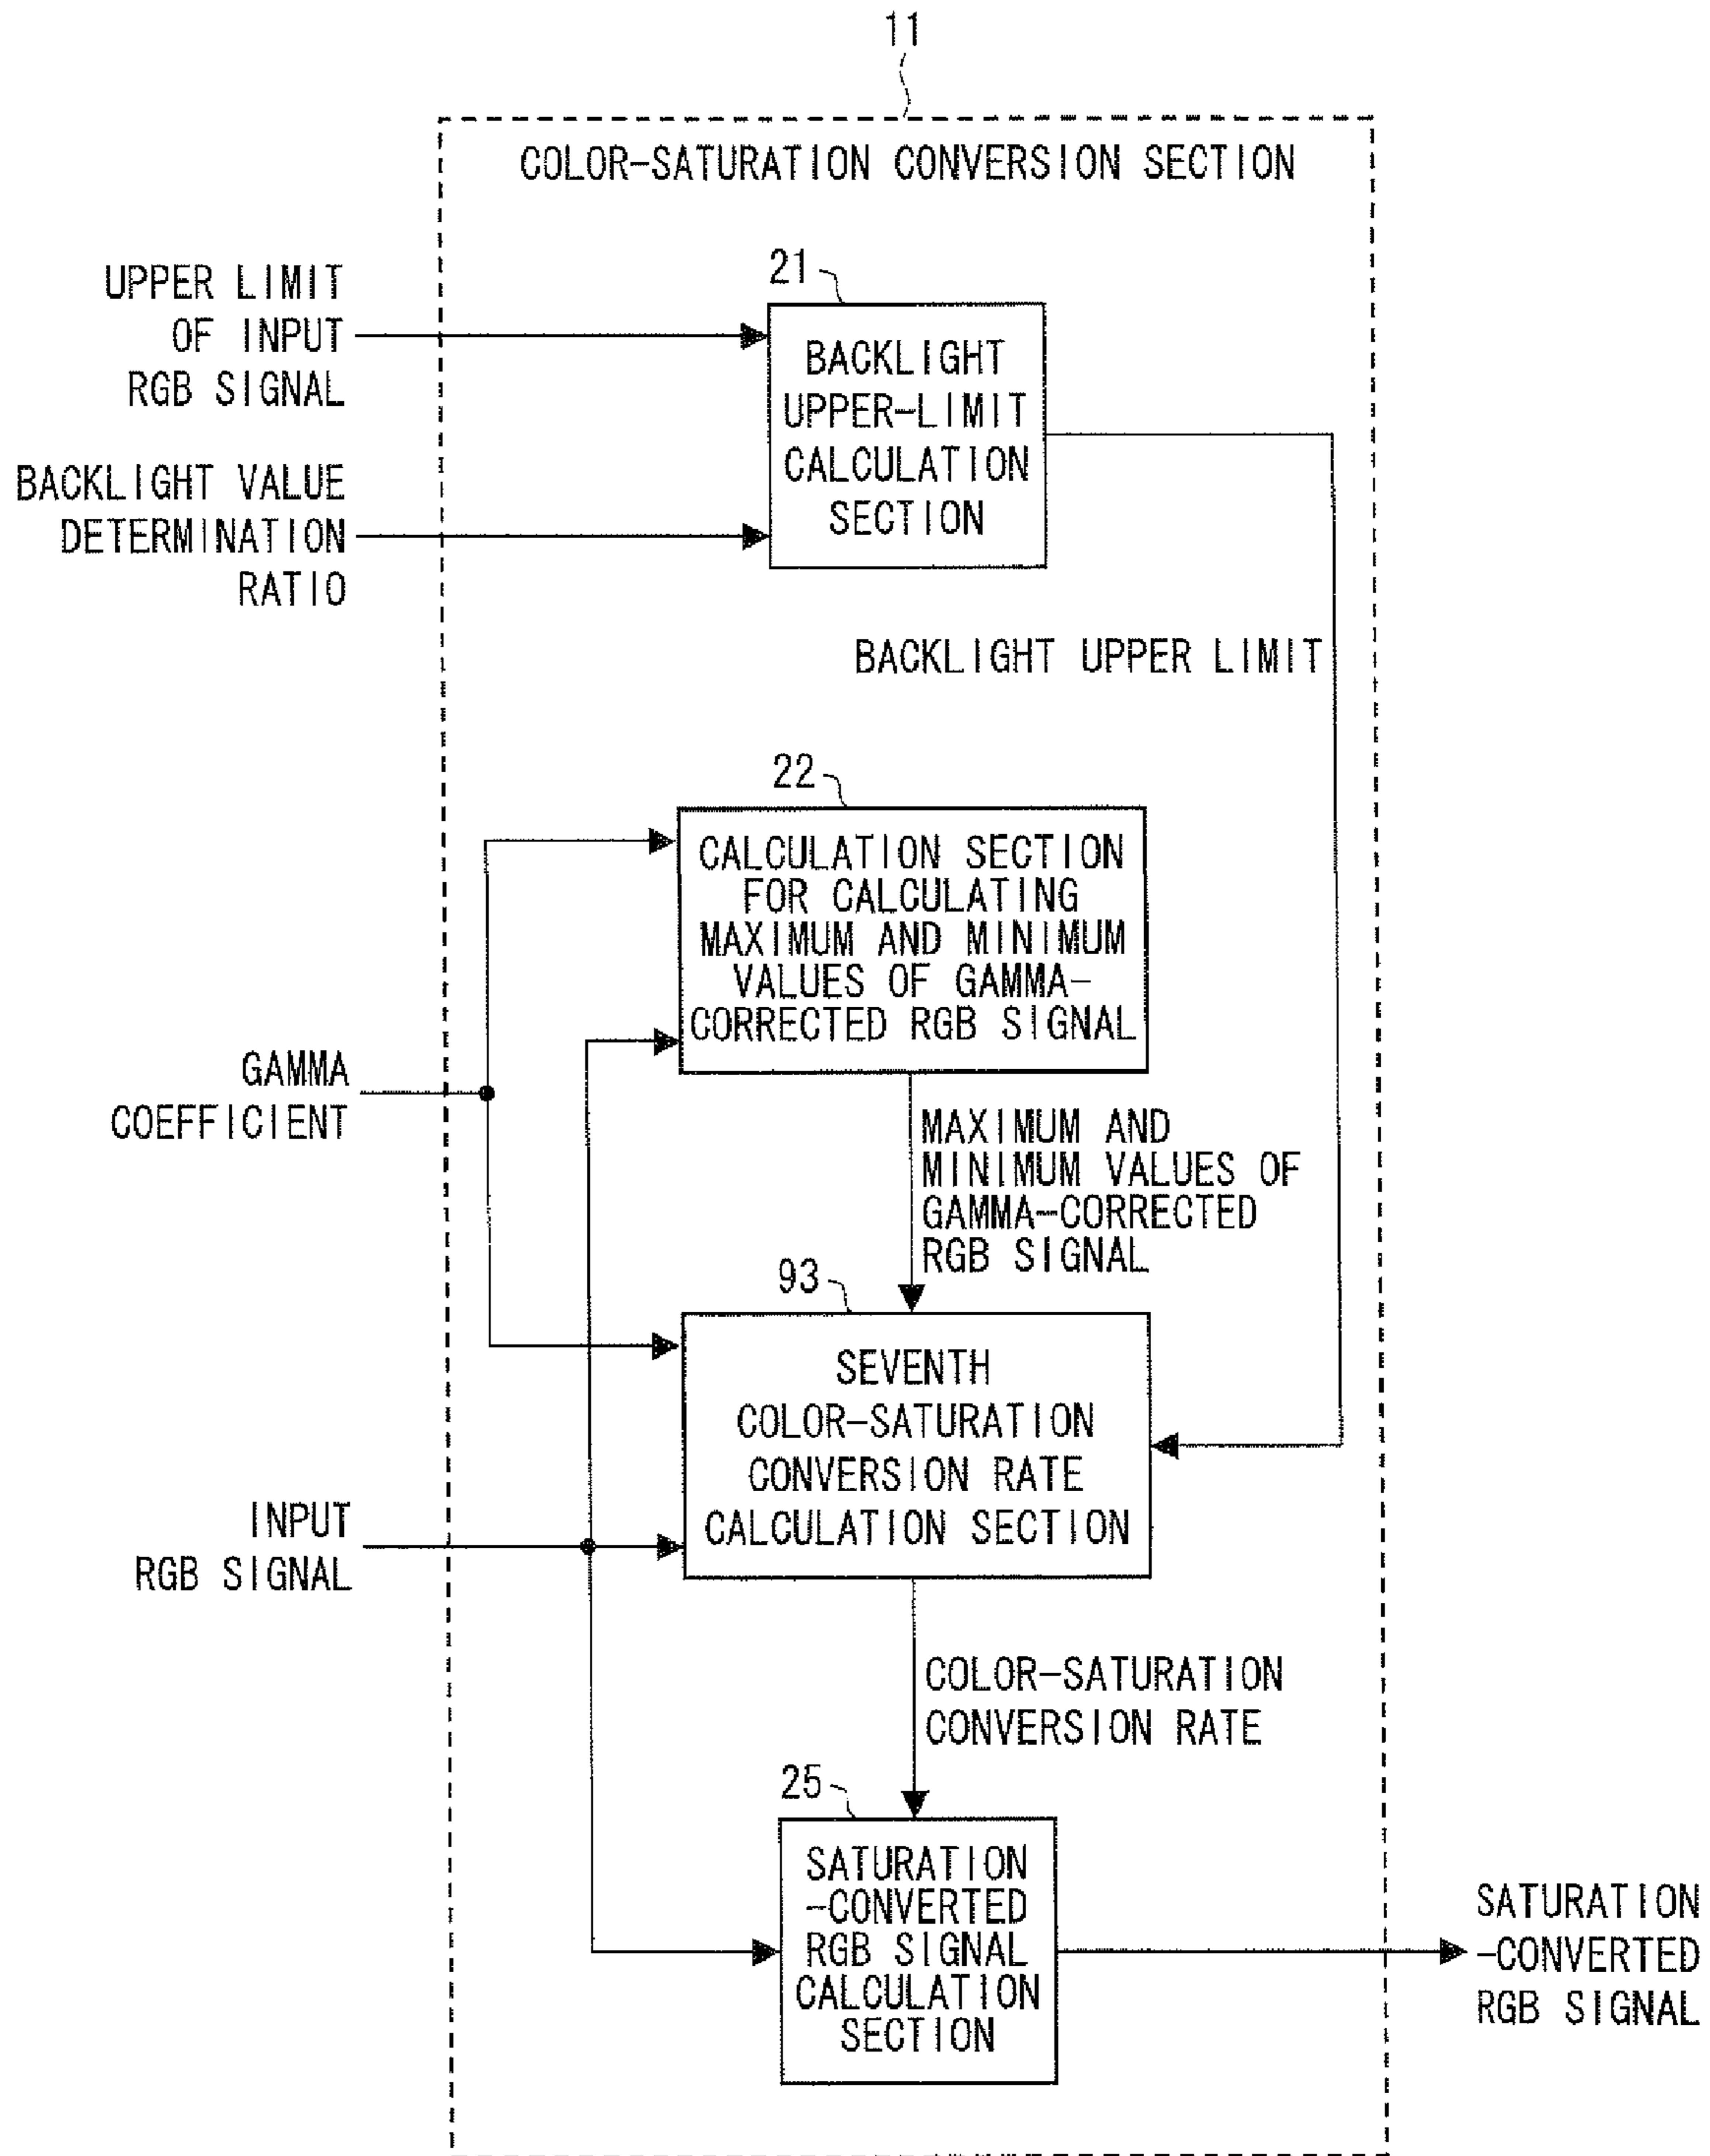 11
COLOR-SATURATION CONVERSION SECTION
UPPER LIMIT
OF INPUT
RGB SIGNAL
BACKLIGHT VALUE
DETERMINATION
RATIO
21
BACKLIGHT
UPPER-LIMIT
CALCULATION
SECTION
BACKLIGHT UPPER LIMIT
22
CALCULATION SECTION
FOR CALCULATING
MAXIMUM AND MINIMUM
VALUES OF GAMMA-
CORRECTED RGB SIGNAL
GAMMA
COEFFICIENT
MAXIMUM AND
MINIMUM VALUES OF
GAMMA-CORRECTED
RGB SIGNAL
93
SEVENTH
COLOR-SATURATION
CONVERSION RATE
CALCULATION SECTION
INPUT
RGB SIGNAL
COLOR-SATURATION
CONVERSION RATE
25
SATURATION
-CONVERTED
RGB SIGNAL
CALCULATION
SECTION
SATURATION
-CONVERTED
RGB SIGNAL